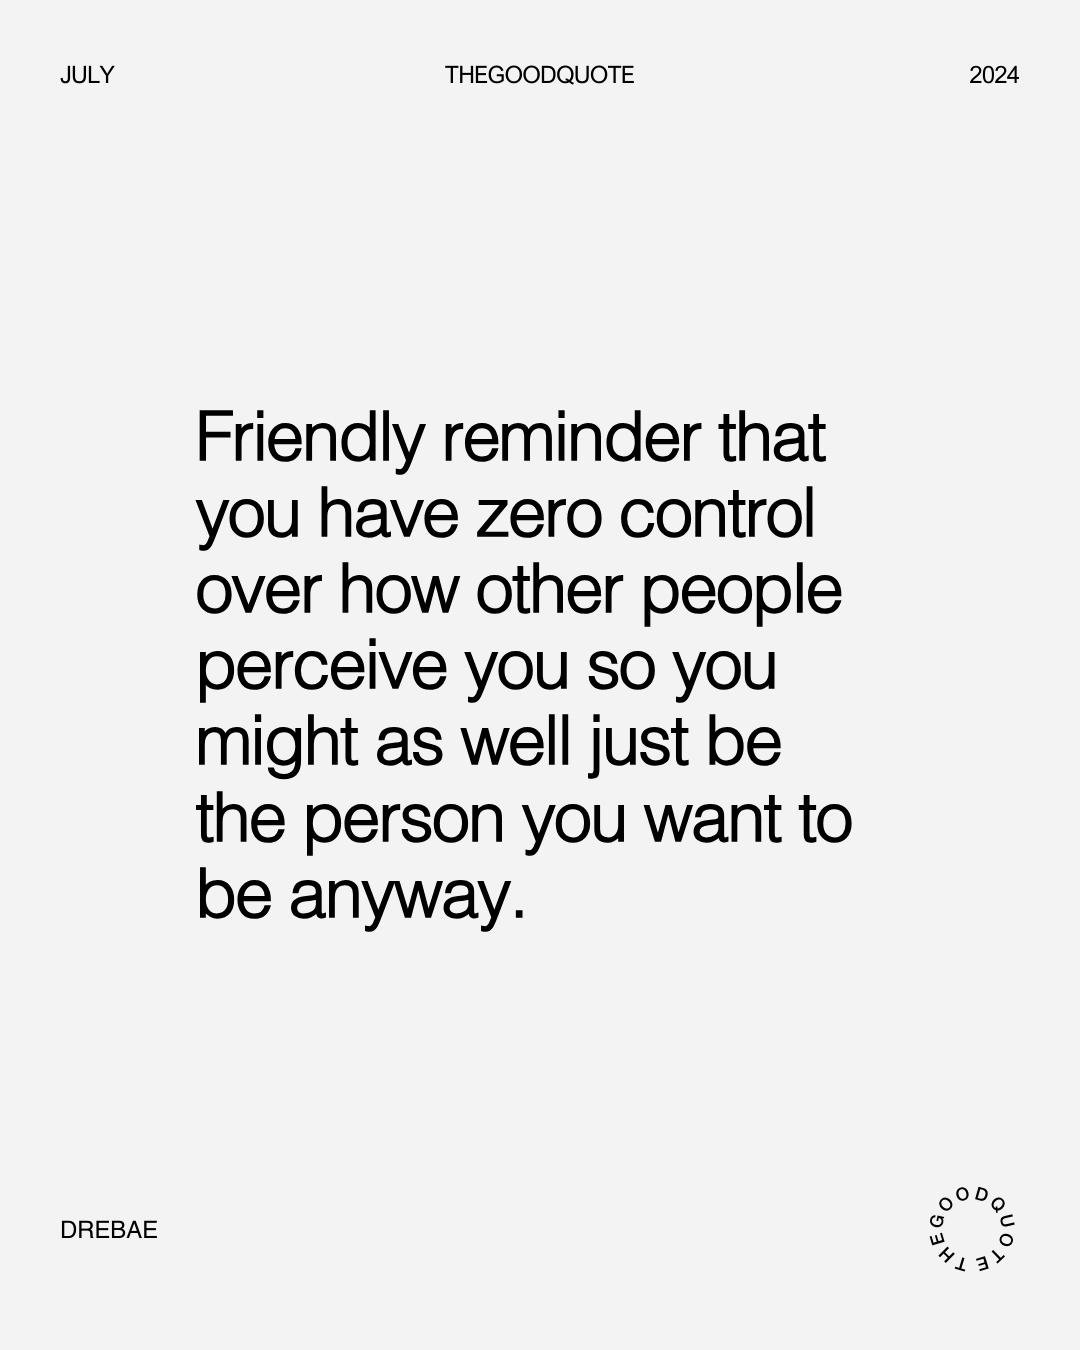 JULY THEGOODQUOTE 2024
Friendly reminder that
you have zero control
over how other people
perceive you so you
might as well just be
the person you want to
be anyway.
DREBAE
THEGOODQUOTE